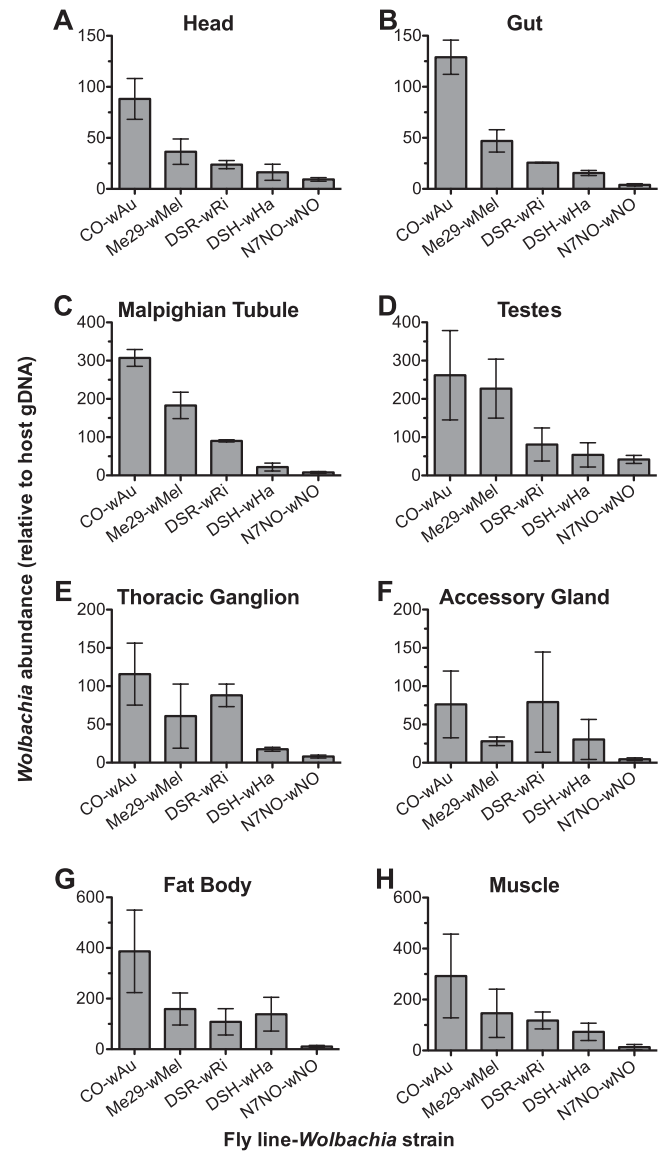 A Head
150
100
50
0
CO-wAu
Me29-wMel
DSR-wRi
DSH-wHa
N7NO-wNO
B Gut
150
100
50
0
CO-wAu
Me29-wMel
DSR-wRi
DSH-wHa
N7NO-wNO
C Malpighian Tubule
400
300
200
100
0
CO-wAu
Me29-wMel
DSR-wRi
DSH-wHa
N7NO-wNO
D Testes
400
300
200
100
0
CO-wAu
Me29-wMel
DSR-wRi
DSH-wHa
N7NO-wNO
Wolbachia abundance (relative to host gDNA)
E Thoracic Ganglion
200
150
100
50
0
CO-wAu
Me29-wMel
DSR-wRi
DSH-wHa
N7NO-wNO
F Accessory Gland
200
150
100
50
0
CO-wAu
Me29-wMel
DSR-wRi
DSH-wHa
N7NO-wNO
G Fat Body
600
400
200
0
CO-wAu
Me29-wMel
DSR-wRi
DSH-wHa
N7NO-wNO
H Muscle
600
400
200
0
CO-wAu
Me29-wMel
DSR-wRi
DSH-wHa
N7NO-wNO
Fly line-Wolbachia strain